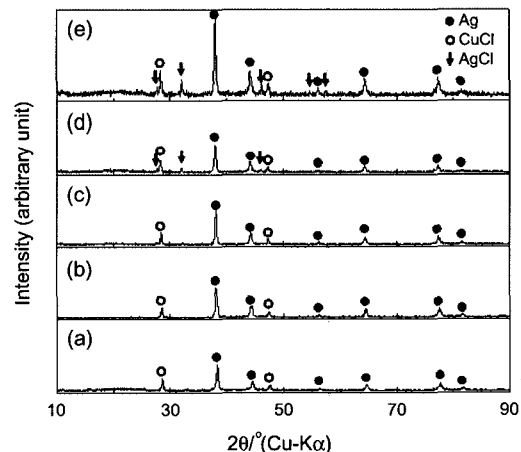 (e)
● Ag
○ CuCl
↓ AgCl
(d)
(c)
(b)
(a)
Intensity (arbitrary unit)
10 30 50 70 90
2θ/°(Cu-Kα)